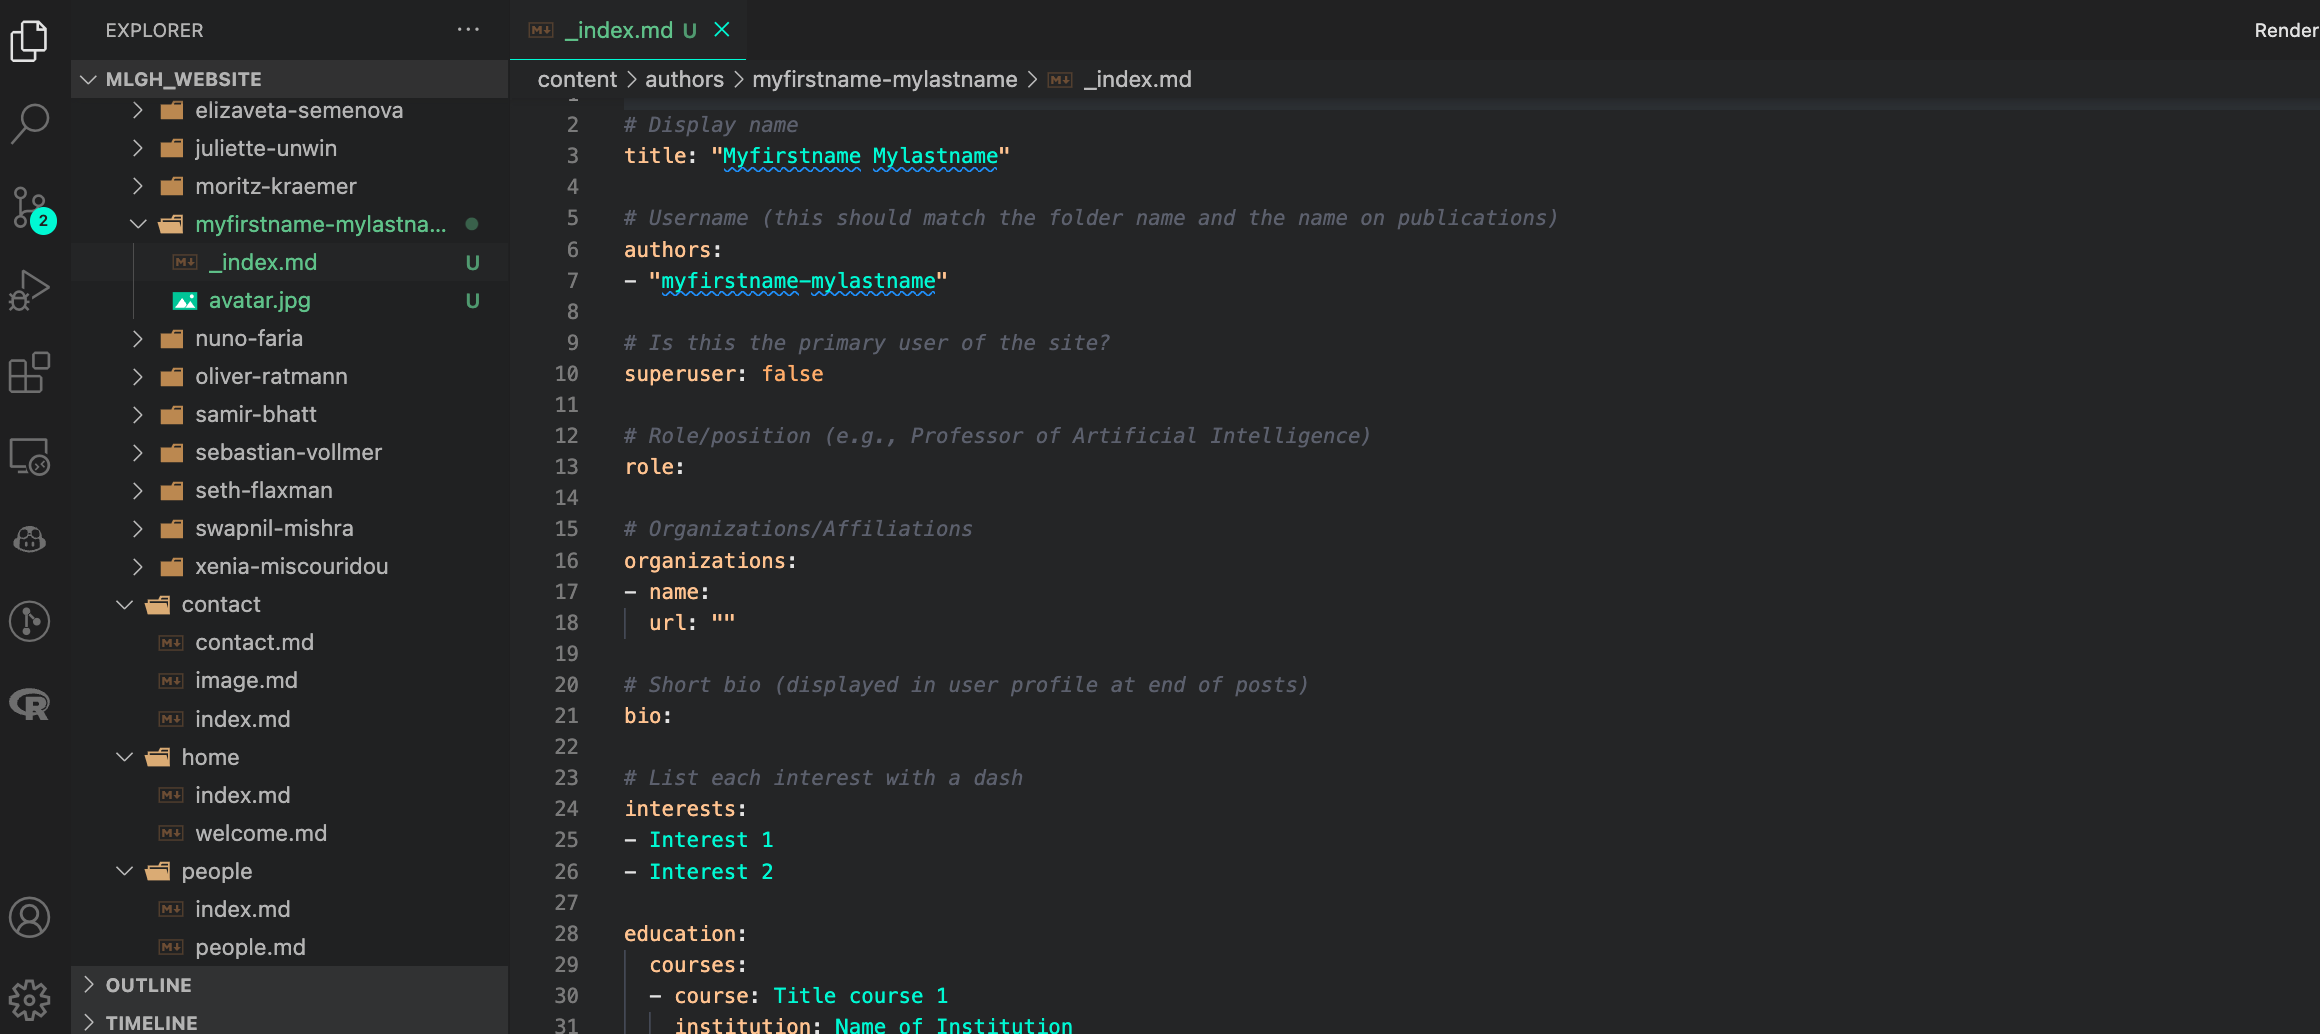 EXPLORER
MLGH_WEBSITE
elizaveta-semenova
juliette-unwin
moritz-kraemer
myfirstname-mylastna...
_index.md U
avatar.jpg U
nuno-faria
oliver-ratmann
samir-bhatt
sebastian-vollmer
seth-flaxman
swapnil-mishra
xenia-miscouridou
contact
contact.md
image.md
index.md
home
index.md
welcome.md
people
index.md
people.md
OUTLINE
TIMELINE
2
_index.md U
Render
content > authors > myfirstname-mylastname > _index.md
1
2 # Display name
3 title: "Myfirstname Mylastname"
4
5 # Username (this should match the folder name and the name on publications)
6 authors:
7 - "myfirstname-mylastname"
8
9 # Is this the primary user of the site?
10 superuser: false
11
12 # Role/position (e.g., Professor of Artificial Intelligence)
13 role:
14
15 # Organizations/Affiliations
16 organizations:
17 - name:
18 url: ""
19
20 # Short bio (displayed in user profile at end of posts)
21 bio:
22
23 # List each interest with a dash
24 interests:
25 - Interest 1
26 - Interest 2
27
28 education:
29 courses:
30 - course: Title course 1
31 institution: Name of Institution